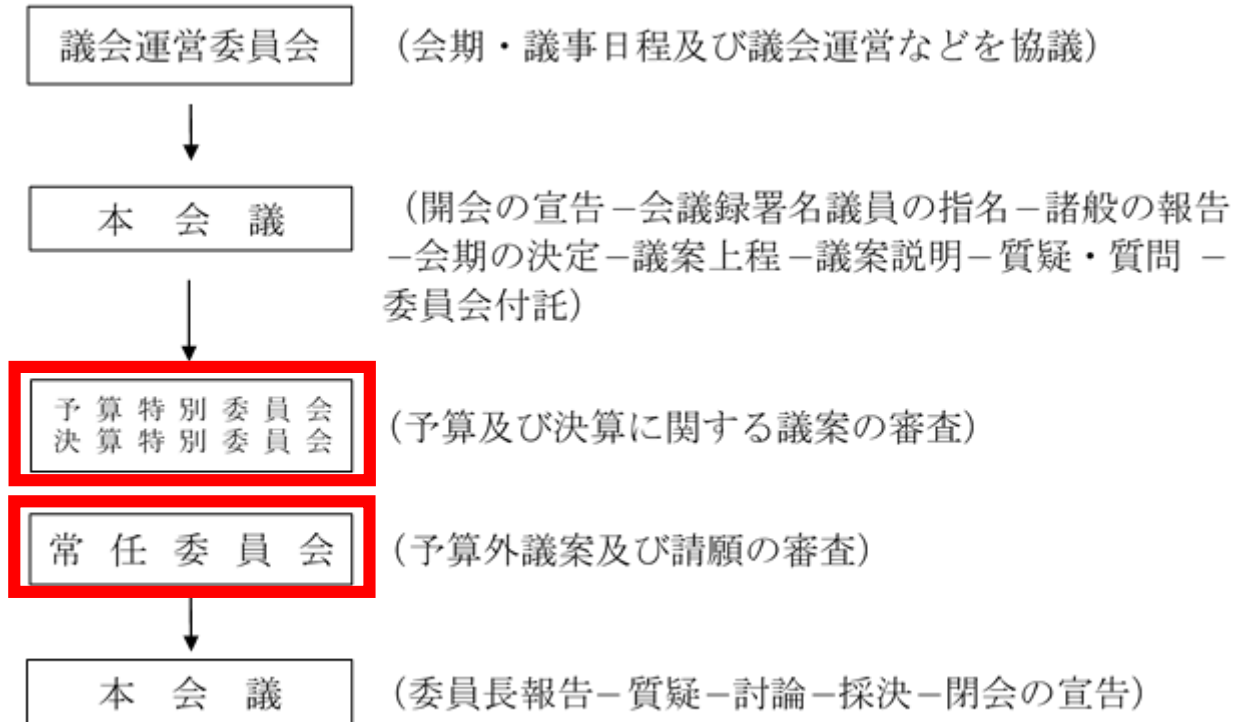 議会運営委員会 (会期・議事日程及び議会運営などを協議)
本会議 (開会の宣告−会議録署名議員の指名−諸般の報告
−会期の決定−議案上程−議案説明−質疑・質問 −
委員会付託)
予算特別委員会
決算特別委員会
(予算及び決算に関する議案の審査)
常任委員会 (予算外議案及び請願の審査)
本会議 (委員長報告−質疑−討論−採決−閉会の宣告)